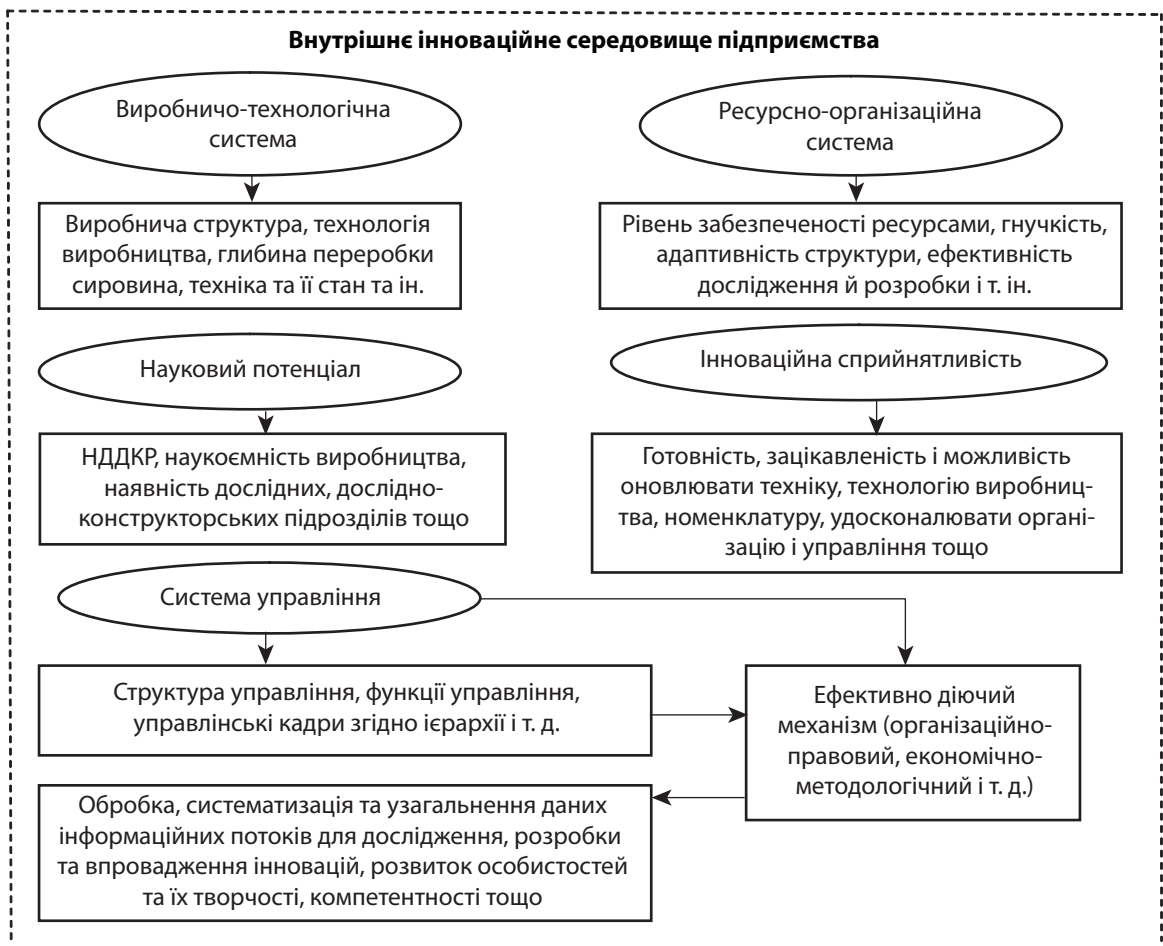 Внутрішнє інноваційне середовище підприємства
Виробничо-технологічна
система
Ресурсно-організаційна
система
Виробнича структура, технологія
виробництва, глибина переробки
сировина, техніка та її стан та ін.
Рівень забезпеченості ресурсами, гнучкість,
адаптивність структури, ефективність
дослідження й розробки і т. ін.
Науковий потенціал
Інноваційна сприйнятливість
НДДКР, наукоємність виробництва,
наявність дослідних, дослідно-
конструкторських підрозділів тощо
Готовність, зацікавленість і можливість
оновлювати техніку, технологію виробниц-
тва, номенклатуру, удосконалювати органі-
зацію і управління тощо
Система управління
Структура управління, функції управління,
управлінські кадри згідно ієрархії і т. д.
Ефективно діючий
механізм (організаційно-
правовий, економічно-
методологічний і т. д.)
Обробка, систематизація та узагальнення даних
інформаційних потоків для дослідження, розробки
та впровадження інновацій, розвиток особистостей
та їх творчості, компетентності тощо